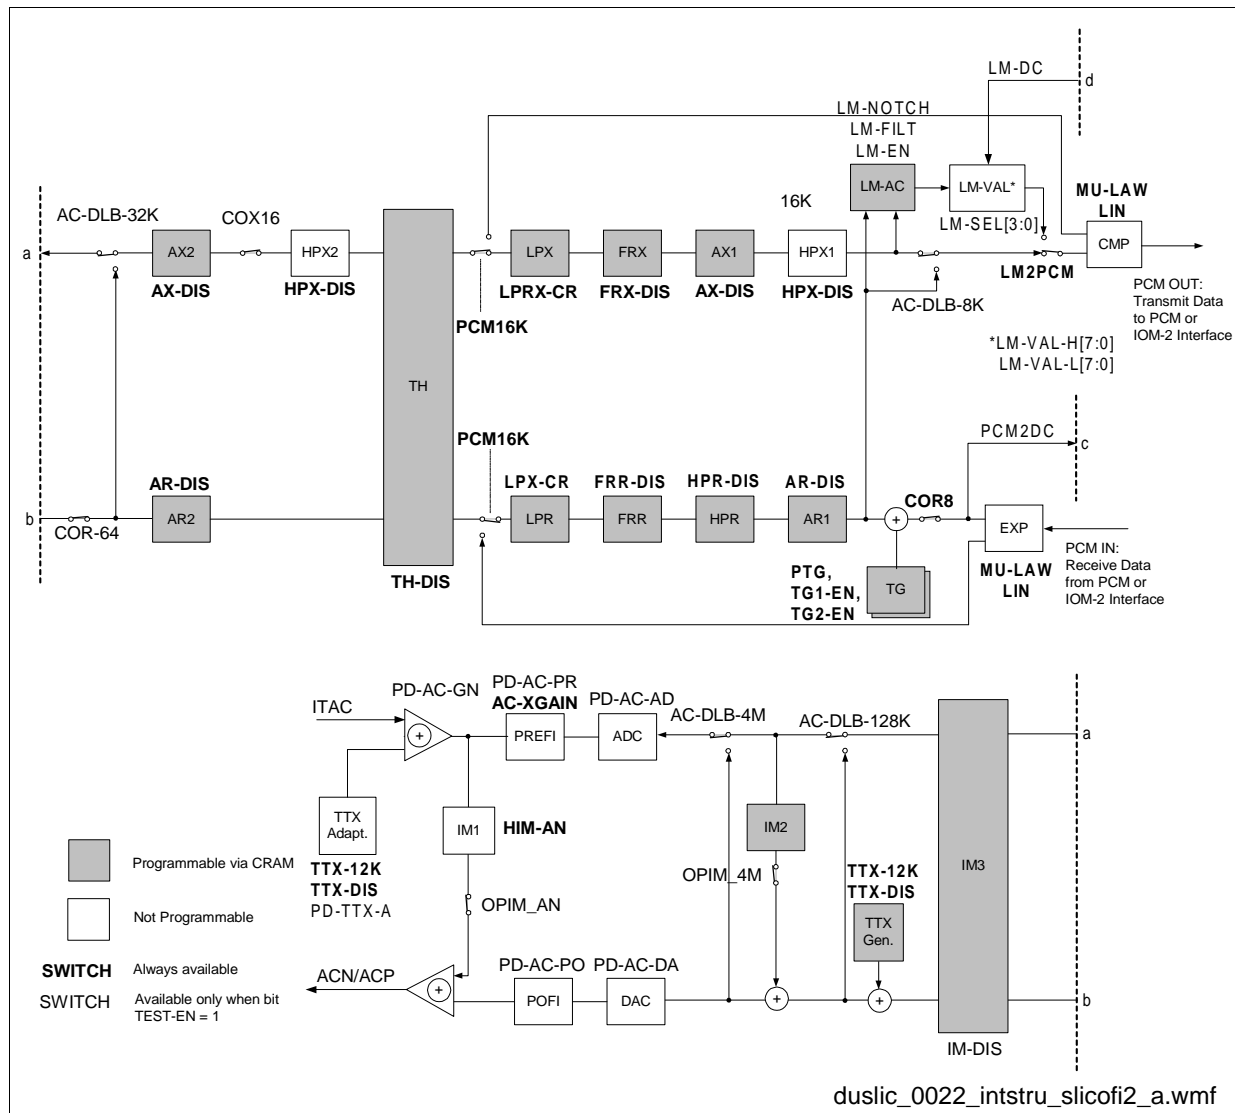 LM-DC
d
LM-NOTCH
LM-FILT
LM-EN
LM-AC
LM-VAL*
MU-LAW
LIN
AC-DLB-32K
COX16
16K
LM-SEL[3:0]
CMP
a
AX2
HPX2
LPX
FRX
AX1
HPX1
LM2PCM
AX-DIS
HPX-DIS
LPRX-CR
FRX-DIS
AX-DIS
HPX-DIS
AC-DLB-8K
PCM OUT:
Transmit Data
to PCM or
IOM-2 Interface
PCM16K
*LM-VAL-H[7:0]
LM-VAL-L[7:0]
TH
PCM16K
PCM2DC
c
AR-DIS
LPX-CR
FRR-DIS
HPR-DIS
AR-DIS
COR8
b
AR2
LPR
FRR
HPR
AR1
+
EXP
COR-64
PCM IN:
Receive Data
from PCM or
IOM-2 Interface
TH-DIS
PTG,
TG1-EN,
TG2-EN
TG
MU-LAW
LIN
PD-AC-GN
PD-AC-PR
AC-XGAIN
PD-AC-AD
ITAC
AC-DLB-4M
AC-DLB-128K
+
PREFI
ADC
a
TTX
Adapt.
IM1
HIM-AN
IM2
IM3
TTX-12K
TTX-DIS
PD-TTX-A
OPIM_4M
TTX-12K
TTX-DIS
OPIM_AN
TTX
Gen.
Programmable via CRAM
Not Programmable
SWITCH
Always available
SWITCH
Available only when bit
TEST-EN = 1
ACN/ACP
PD-AC-PO
PD-AC-DA
+
POFI
DAC
+
+
b
IM-DIS
duslic_0022_intstru_slicofi2_a.wmf